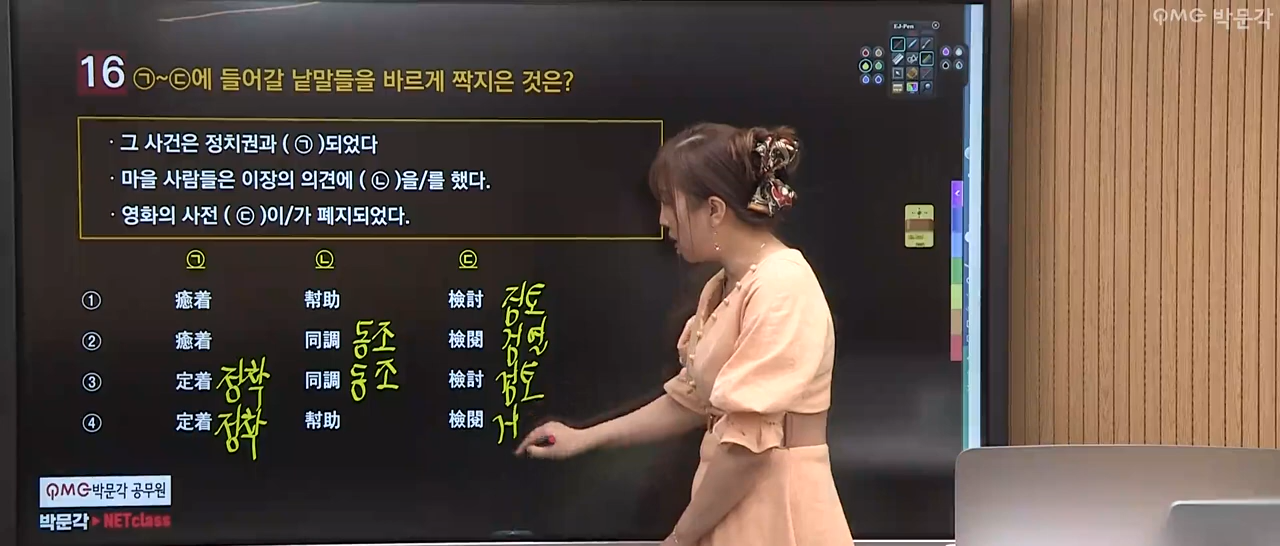 QMG 박문각
EJ-Pen
16 ㉠~㉢에 들어갈 낱말들을 바르게 짝지은 것은?
· 그 사건은 정치권과 ( ㉠ )되었다
· 마을 사람들은 이장의 의견에 ( ㉡ )을/를 했다.
· 영화의 사전 ( ㉢ )이/가 폐지되었다.
㉠ ㉡ ㉢
① 癒着 幇助 檢討 검토
② 癒着 同調 동조 檢閱 검열
③ 定着 정착 同調 동조 檢討 검토
④ 定着 정착 幇助 檢閱 거
QMG 박문각 공무원
박문각 ▶ NETclass